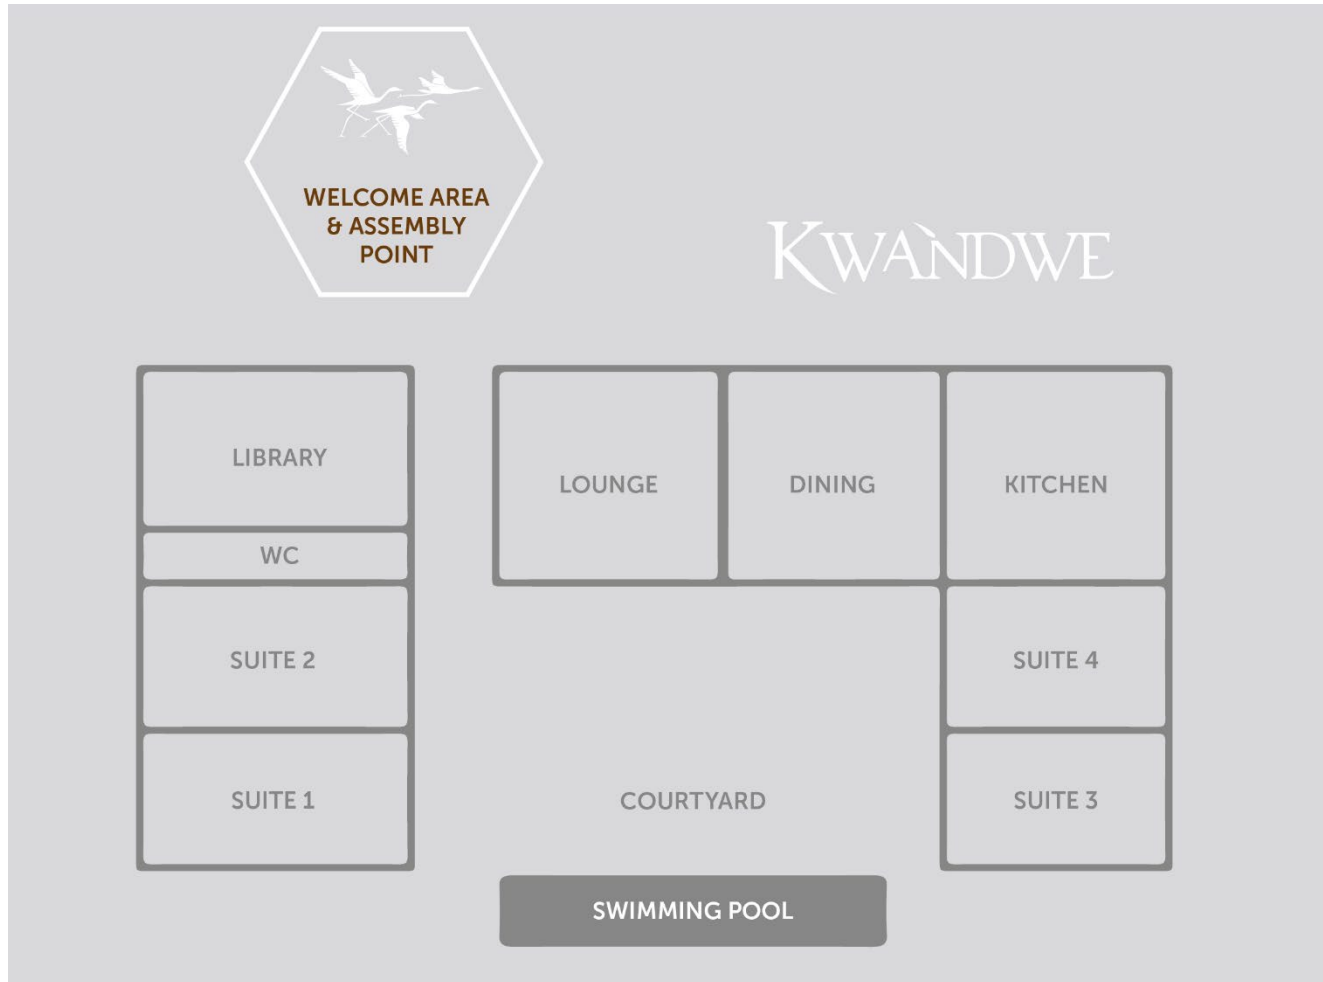 WELCOME AREA
& ASSEMBLY
POINT
KWANDWE
LIBRARY
LOUNGE
DINING
KITCHEN
WC
SUITE 2
SUITE 4
SUITE 1
COURTYARD
SUITE 3
SWIMMING POOL